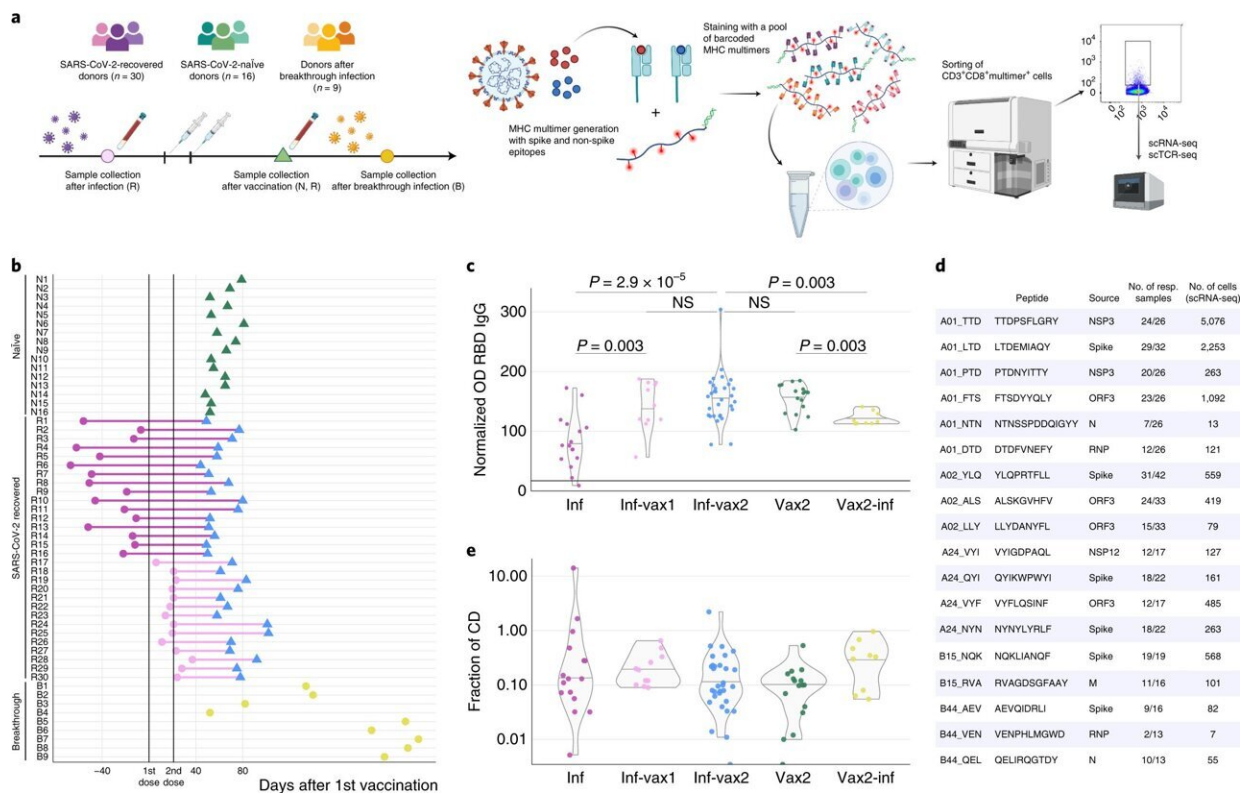 a
SARS-CoV-2-recovered
donors (n = 30)
SARS-CoV-2-naïve
donors (n = 16)
Donors after
breakthrough infection
(n = 9)
Sample collection
after infection (R)
Sample collection
after vaccination (N, R)
Sample collection
after breakthrough infection (B)
MHC multimer generation
with spike and non-spike
epitopes
+
Staining with a pool
of barcoded
MHC multimers
Sorting of
CD3+CD8+multimer+ cells
10⁴
10³
10²
0
0 10² 10³ 10⁴
scRNA-seq
scTCR-seq
b
Naïve
N1
N2
N3
N4
N5
N6
N7
N8
N9
N10
N11
N12
N13
N14
N15
N16
SARS-CoV-2 recovered
R1
R2
R3
R4
R5
R6
R7
R8
R9
R10
R11
R12
R13
R14
R15
R16
R17
R18
R19
R20
R21
R22
R23
R24
R25
R26
R27
R28
R29
R30
Breakthrough
B1
B2
B3
B4
B5
B6
B7
B8
B9
−40 1st dose 2nd dose 40 80 Days after 1st vaccination
c
P = 2.9 × 10⁻⁵ P = 0.003
NS NS
P = 0.003 P = 0.003
Normalized OD RBD IgG
300
200
100
0
Inf Inf-vax1 Inf-vax2 Vax2 Vax2-inf
e
Fraction of CD
10.00
1.00
0.10
0.01
Inf Inf-vax1 Inf-vax2 Vax2 Vax2-inf
d
Peptide Source No. of resp. samples No. of cells (scRNA-seq)
A01_TTD TTDPSFLGRY NSP3 24/26 5,076
A01_LTD LTDEMIAQY Spike 29/32 2,253
A01_PTD PTDNYITTY NSP3 20/26 263
A01_FTS FTSDYYQLY ORF3 23/26 1,092
A01_NTN NTNSSPDDQIGYY N 7/26 13
A01_DTD DTDFVNEFY RNP 12/26 121
A02_YLQ YLQPRTFLL Spike 31/42 559
A02_ALS ALSKGVHFV ORF3 24/33 419
A02_LLY LLYDANYFL ORF3 15/33 79
A24_VYI VYIGDPAQL NSP12 12/17 127
A24_QYI QYIKWPWYI Spike 18/22 161
A24_VYF VYFLQSINF ORF3 12/17 485
A24_NYN NYNYLYRLF Spike 18/22 263
B15_NQK NQKLIANQF Spike 19/19 568
B15_RVA RVAGDSGFAAY M 11/16 101
B44_AEV AEVQIDRLI Spike 9/16 82
B44_VEN VENPHLMGWD RNP 2/13 7
B44_QEL QELIRQGTDY N 10/13 55